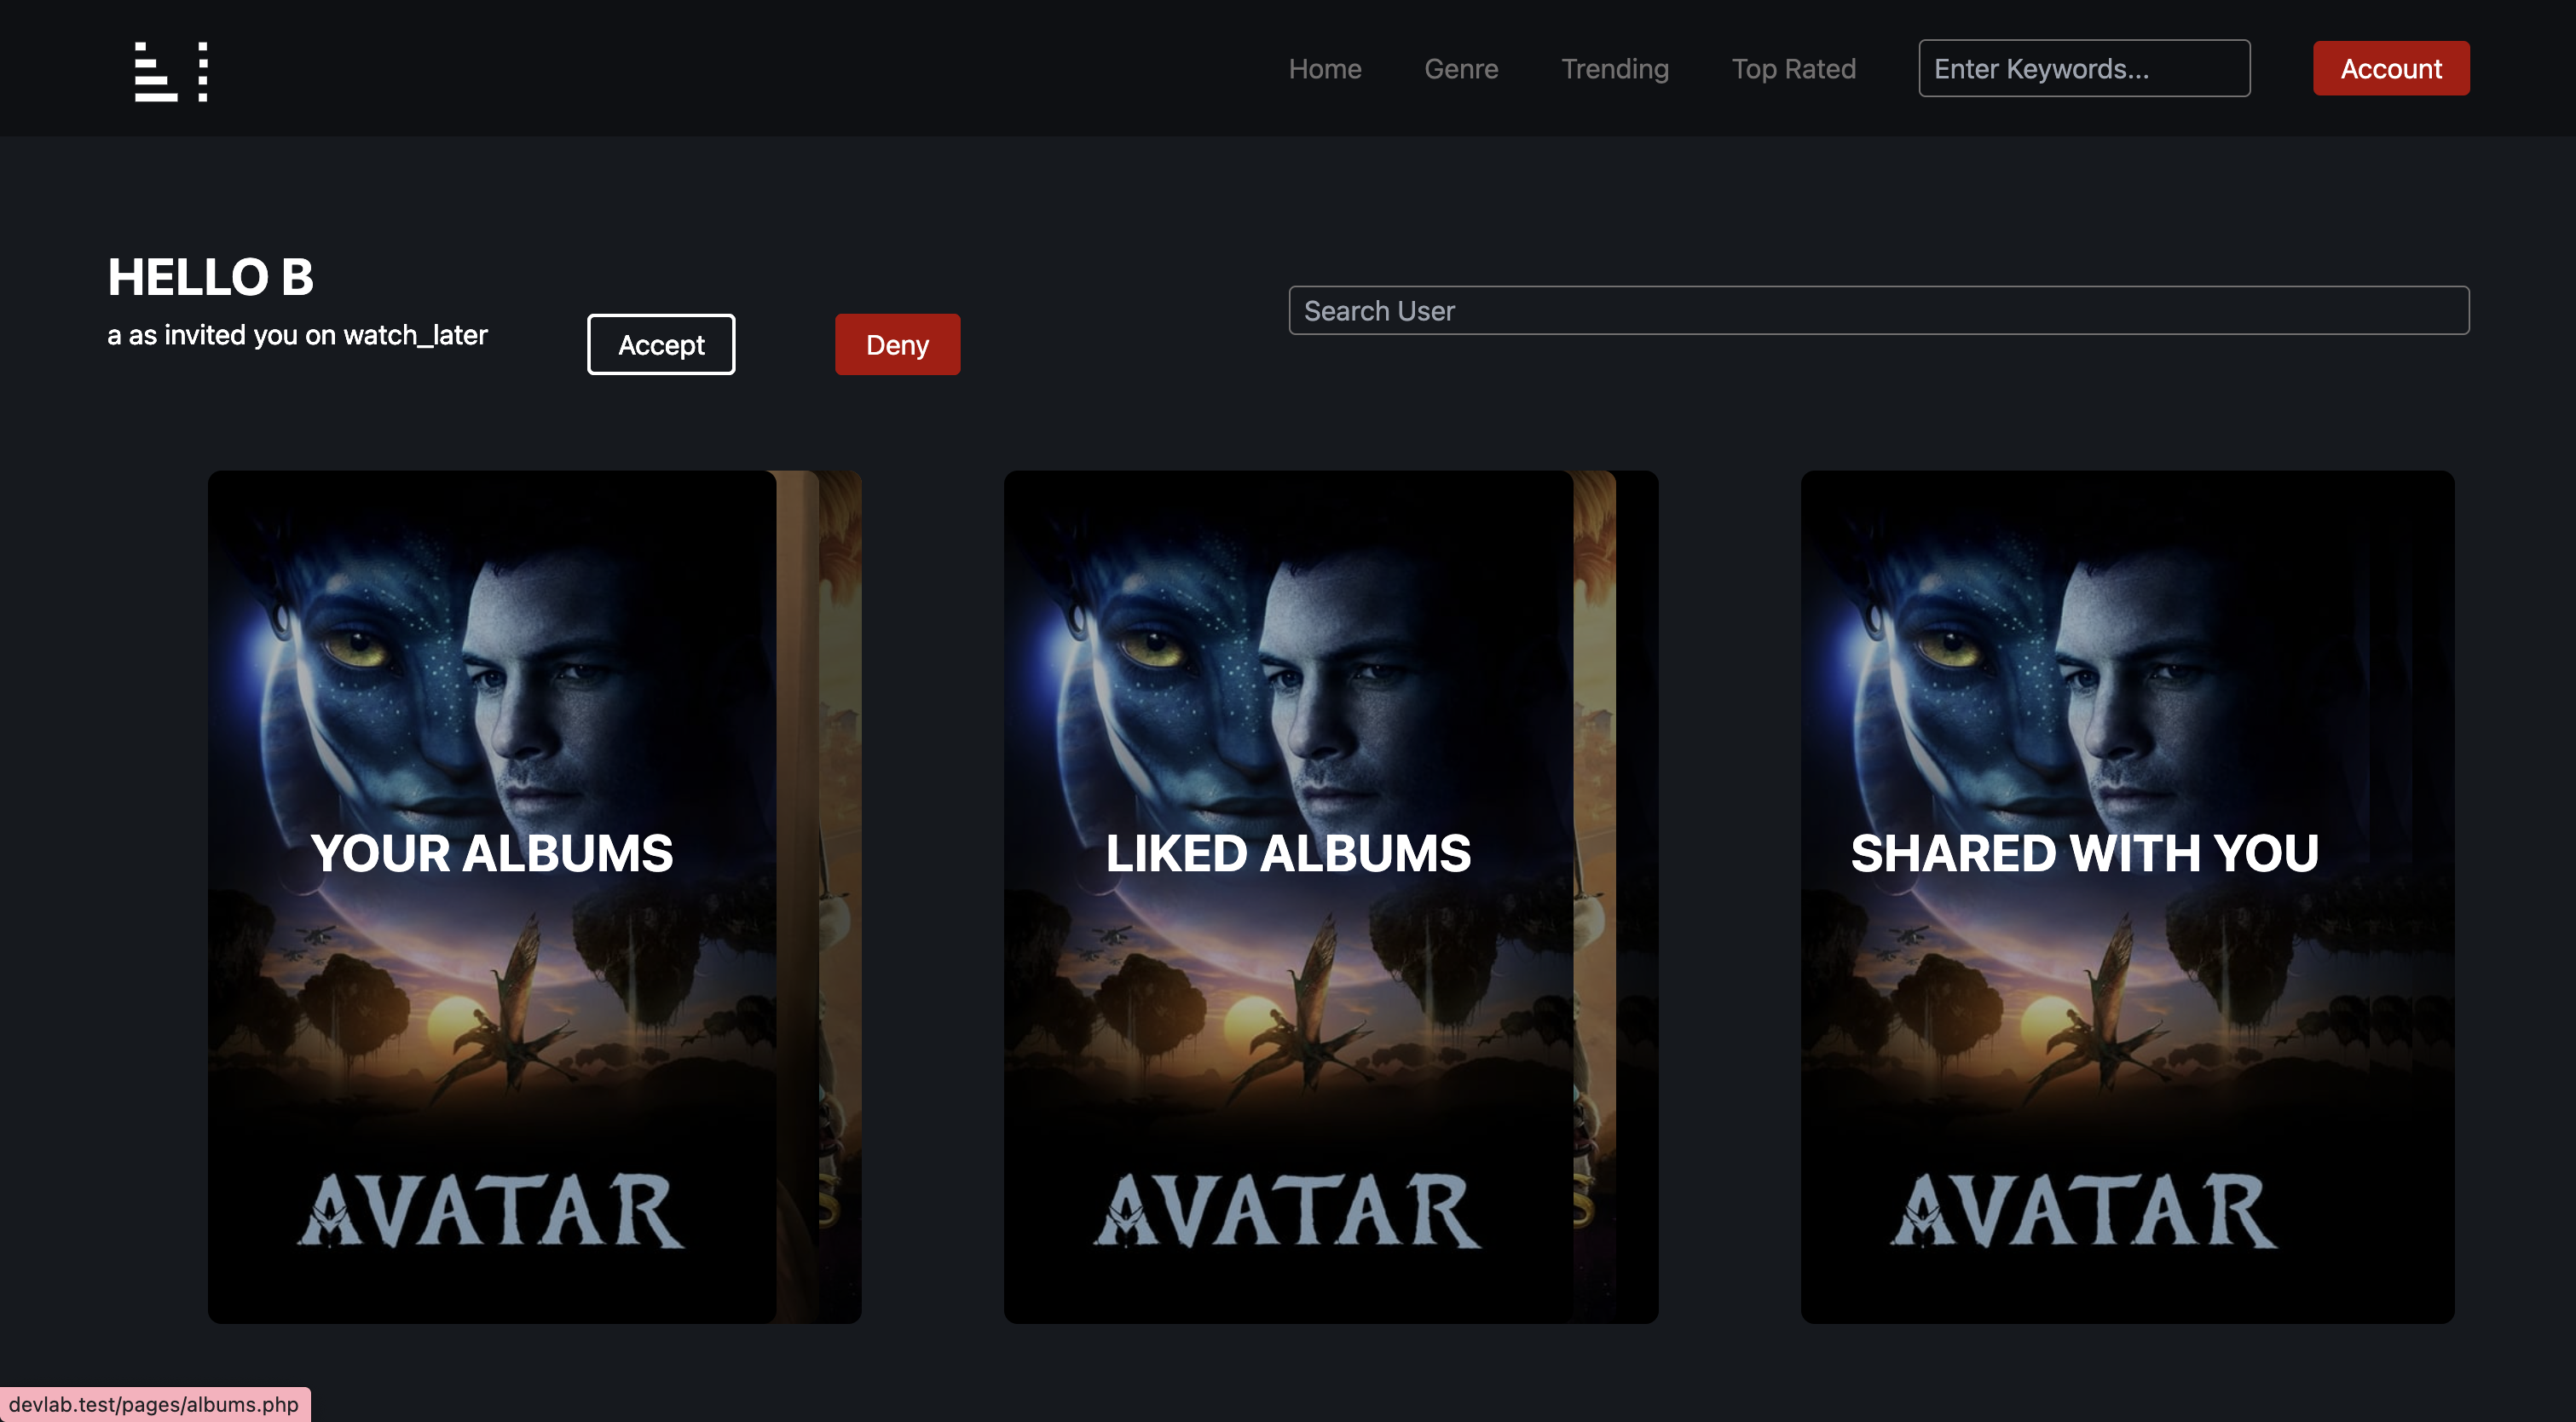 Home Genre Trending Top Rated Enter Keywords... Account
HELLO B
a as invited you on watch_later Accept Deny
Search User
YOUR ALBUMS
LIKED ALBUMS
SHARED WITH YOU
AVATAR
AVATAR
AVATAR
devlab.test/pages/albums.php